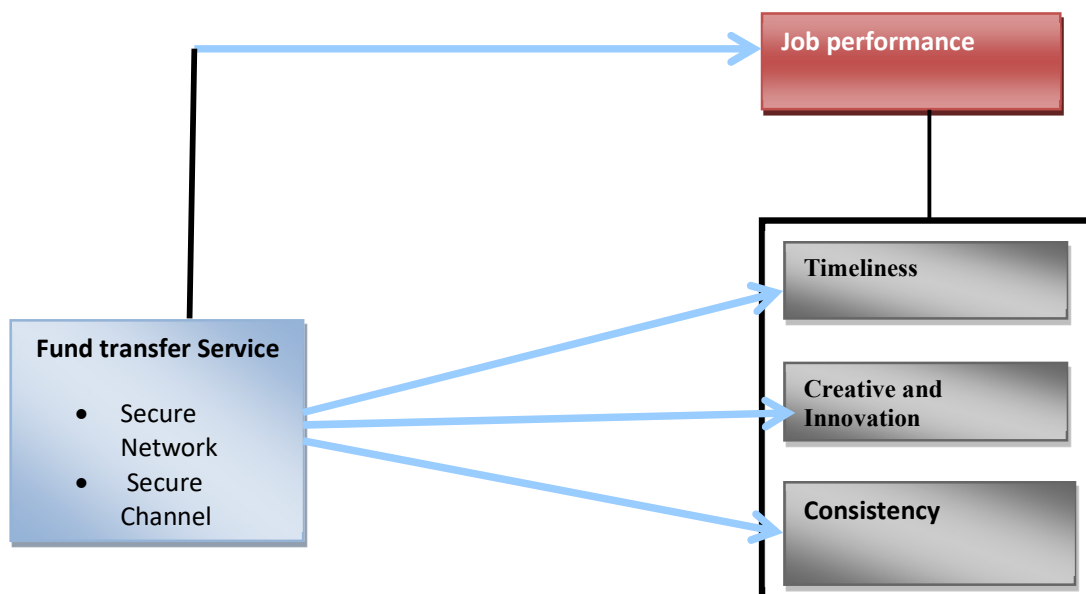 Job performance
Timeliness
Fund transfer Service
• Secure
Network
• Secure
Channel
Creative and
Innovation
Consistency